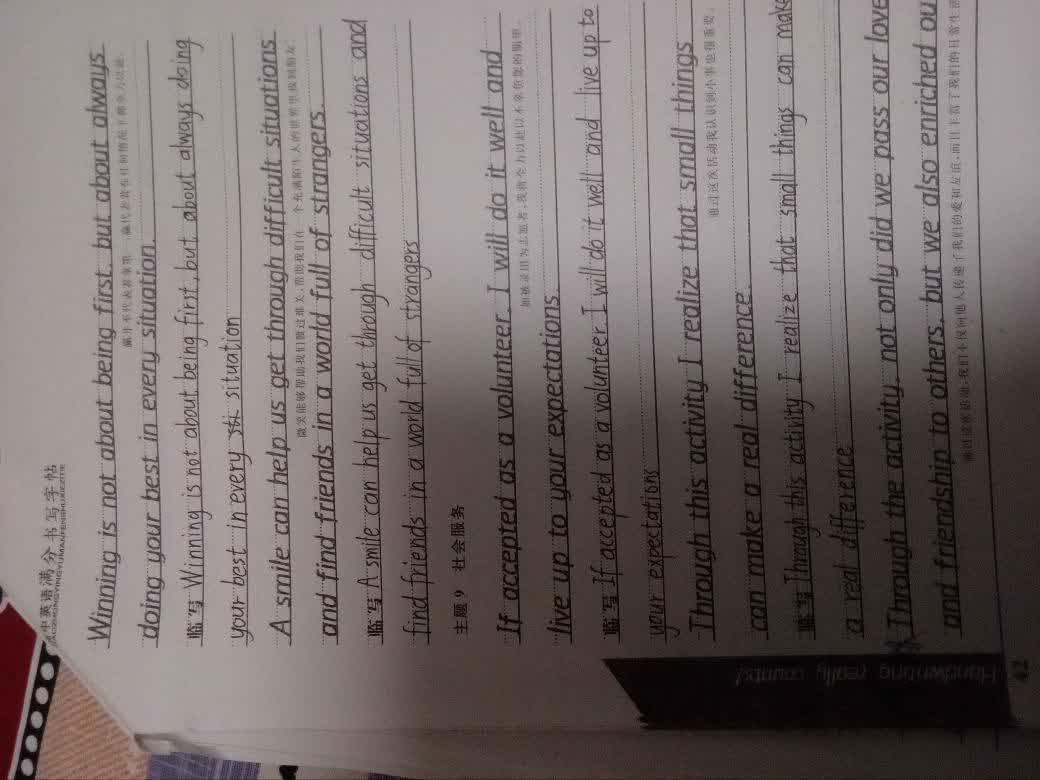 中英语满分书写字帖
Winning is not about being first, but about always
赢并不代表着拿第一,赢代表着在任何情况下都全力以赴。
doing your best in every situation.
临写 Winning is not about being first, but about always doing
your best in every situation
A smile can help us get through difficult situations
微笑能够帮助我们渡过难关,帮助我们在一个充满陌生人的世界里找到朋友。
and find friends in a world full of strangers.
临写 A smile can help us get through difficult situations and
find friends in a world full of strangers
主题9 社会服务
If accepted as a volunteer, I will do it well and
如被录用为志愿者,我将全力以赴以不辜负您的期望。
live up to your expectations.
临写 If accepted as a volunteer I will do it well and live up to
your expectations
Through this activity I realize that small things
通过这次活动我认识到小事也很重要。
can make a real difference.
临写 Through this activity I realize that small things can make
a real difference
Through the activity, not only did we pass our love
通过这次活动,我们不仅向他人传递了我们的爱和友谊,而且丰富了我们的日常生活
and friendship to others, but we also enriched ou
Handwriting really counts!
42